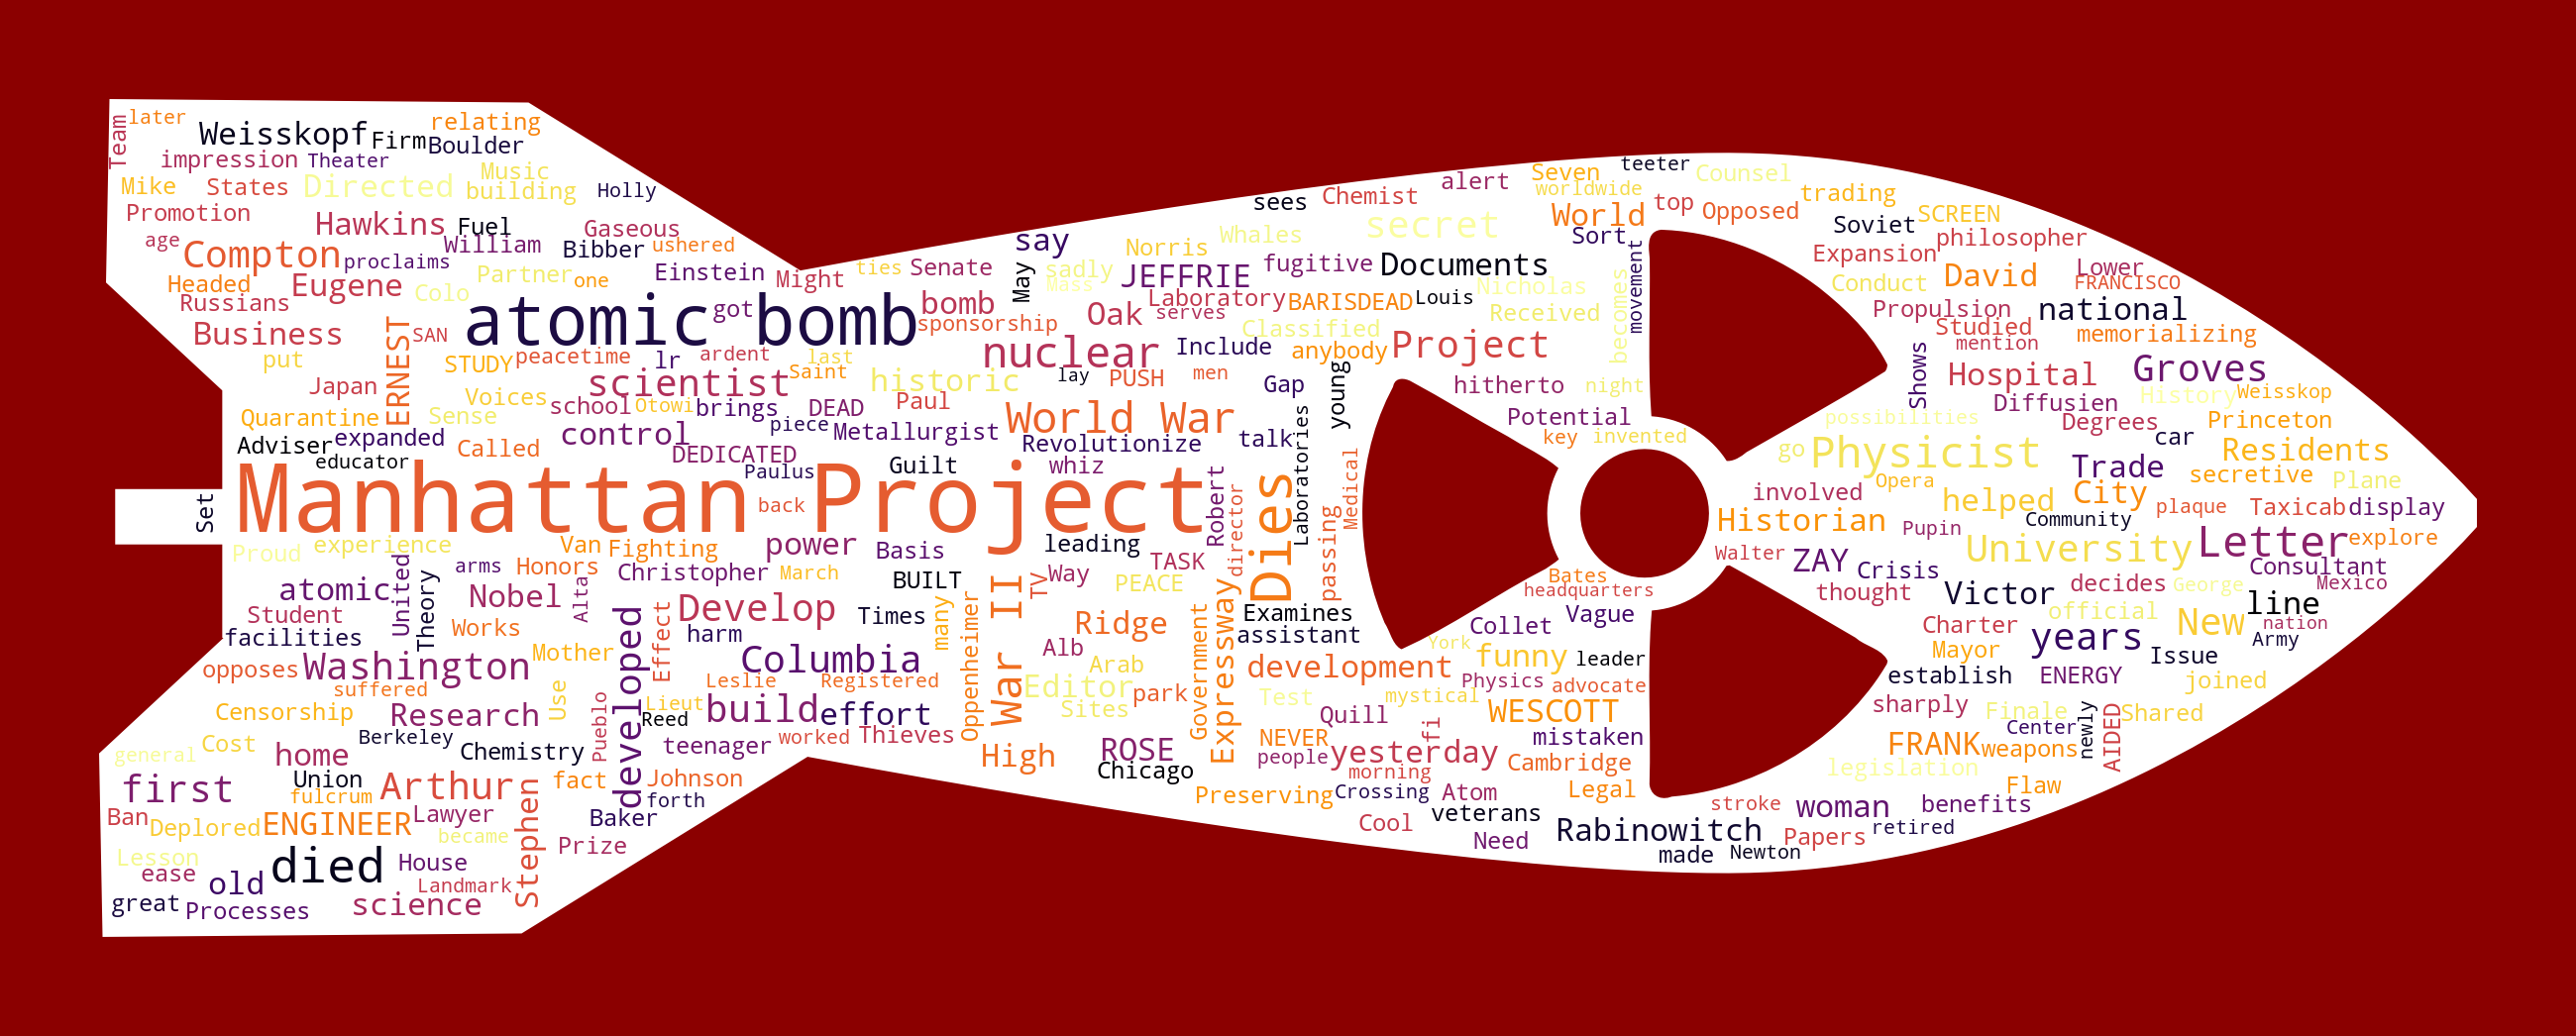 later
Team
Weisskopf
Firm
relating
Boulder
impression
Theater
Music
Mike
States
Directed
building
Holly
Promotion
Hawkins
Fuel
Gaseous
age
Compton
proclaims
William
Bibber
ushered
Headed
Eugene
Partner
one
Einstein
Might
Russians
Colo
Business
ERNEST
SAN
atomic bomb
got
put
STUDY
peacetime
lr
ardent
last
Japan
scientist
Saint
historic
Quarantine
Sense
Voices
school
Otowi
brings
DEAD
Paul
piece
Adviser
expanded
Called
control
Metallurgist
educator
DEDICATED
Paulus
Guilt
whiz
Set
Manhattan Project
back
ties
Senate
May
say
sadly
Mass
Norris
JEFFRIE
Whales
fugitive
sees
Chemist
alert
Seven
teeter
Counsel
worldwide
secret
World
top
Opposed
trading
Sort
Documents
movement
Soviet
SCREEN
philosopher
Expansion
bomb
sponsorship
Oak
Laboratory
serves
BARISDEAD
Louis
Nicholas
Received
becomes
Classified
nuclear
Include
anybody
Project
lay
PUSH
men
Gap
young
hitherto
night
World War II
Revolutionize
talk
Laboratories
Potential
key
invented
Robert
director
Dies
Medical
passing
Conduct
David
Lower
FRANCISCO
Propulsion
national
Studied
mention
memorializing
Shows
Hospital
Groves
Diffusien
History
Weisskop
possibilities
Degrees
Princeton
go
Physicist
car
Residents
Opera
Trade
secretive
Plane
involved
helped
City
plaque
Taxicab
display
Historian
Pupin
Community
Walter
University
Letter
explore
ZAY
Crisis
Consultant
thought
Victor
decides
George
Mexico
official
line
Charter
years
New
nation
Army
Mayor
Issue
establish
ENERGY
joined
sharply
Finale
Center
newly
AIDED
Shared
FRANK
weapons
legislation
Flaw
stroke
woman
benefits
Papers
retired
Proud
experience
Van
Fighting
power
Basis
leading
TASK
arms
Honors
Christopher
March
BUILT
Way
TV
PEACE
atomic
United
Theory
Nobel
Alta
Student
Works
developed
Effect
Develop
Times
many
Oppenheimer
Ridge
facilities
harm
Alb
opposes
Washington
Mother
Columbia
Arab
suffered
Use
Leslie
Registered
Editor
park
Sites
Government
Expressway
Censorship
Research
Pueblo
Lieut
Reed
build
effort
general
Cost
Berkeley
home
Chemistry
teenager
worked
Thieves
High
ROSE
Chicago
first
Union
fulcrum
Arthurn
fact
Johnson
forth
Ban
Deplored
ENGINEER
Lawyer
became
Stephen
Baker
Prize
Lesson
ease
died
House
old
Landmark
great
Processes
science
Examines
assistant
development
Test
Quill
NEVER
people
yesterday
fi
morning
Preserving
Crossing
Atom
Cool
veterans
Need
Bates
headquarters
Collet
Vague
York
funny
leader
Physics
advocate
mystical
WESCOTT
mistaken
Cambridge
Legal
Rabinowitch
made
Newton